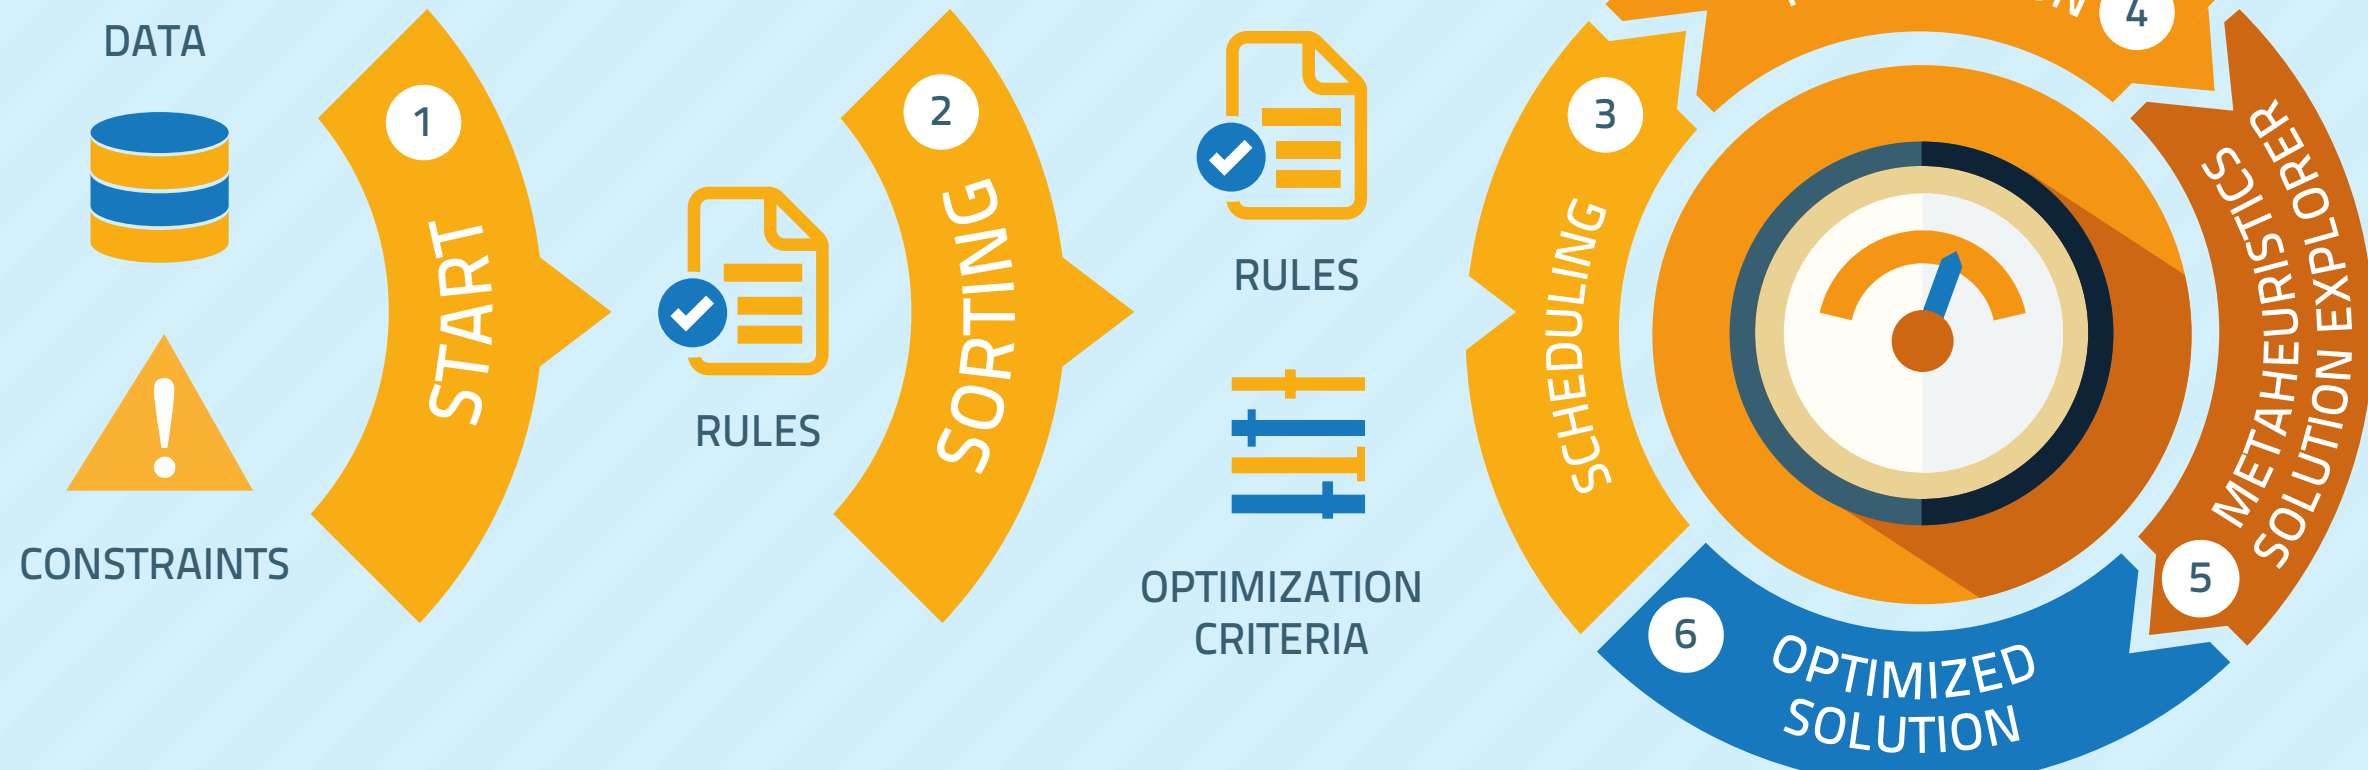 DATA
CONSTRAINTS
1
START
RULES
2
SORTING
RULES
OPTIMIZATION
CRITERIA
3
SCHEDULING
4
METAHEURISTICS
SOLUTION EXPLORER
5
6
OPTIMIZED
SOLUTION